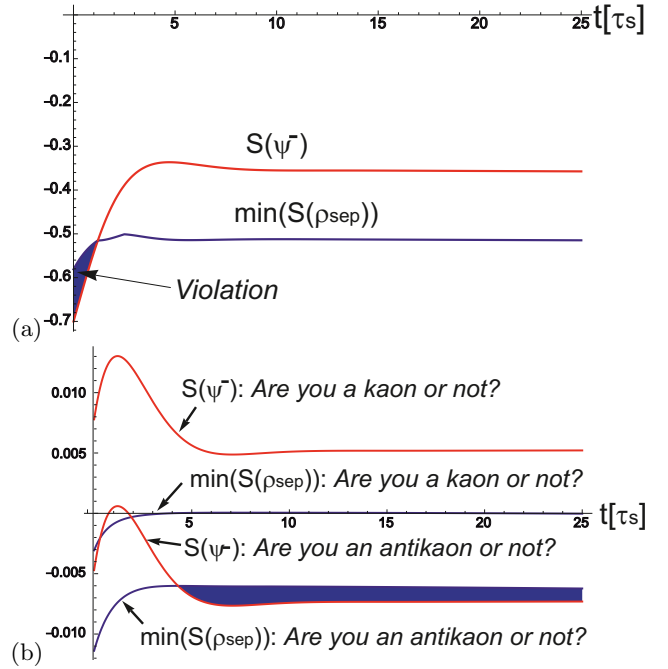 5 10 15 20 25 t[τs]
-0.1
-0.2
-0.3
S(ψ-)
-0.4
min(S(ρsep))
-0.5
-0.6
Violation
(a) -0.7
0.010
S(ψ-): Are you a kaon or not?
0.005
min(S(ρsep)): Are you a kaon or not?
5 10 15 20 25 t[τs]
S(ψ-): Are you an antikaon or not?
-0.005
min(S(ρsep)): Are you an antikaon or not?
(b) -0.010